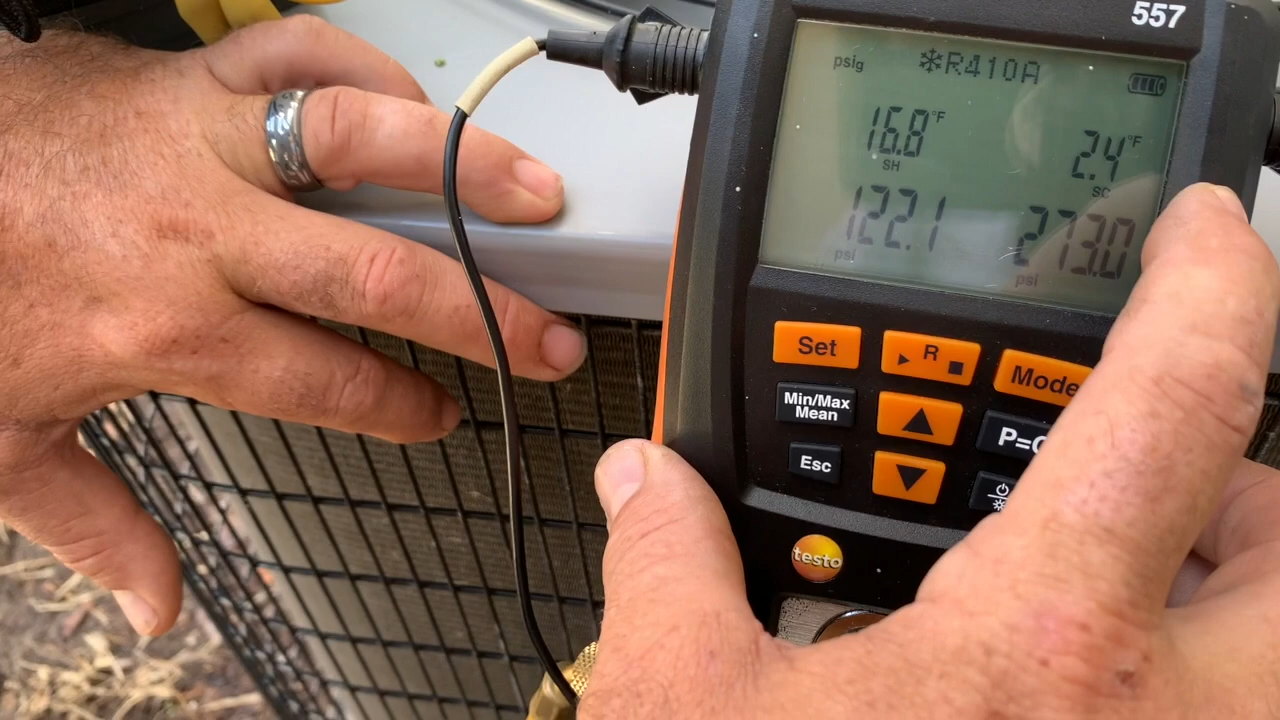 557
psig ❄R410A
16.8°F 2.4°F
SH SC
122.1 273.0
psi psi
Set ▸ R ■ Mode
Min/Max
Mean ▲ P=0
Esc ▼
testo